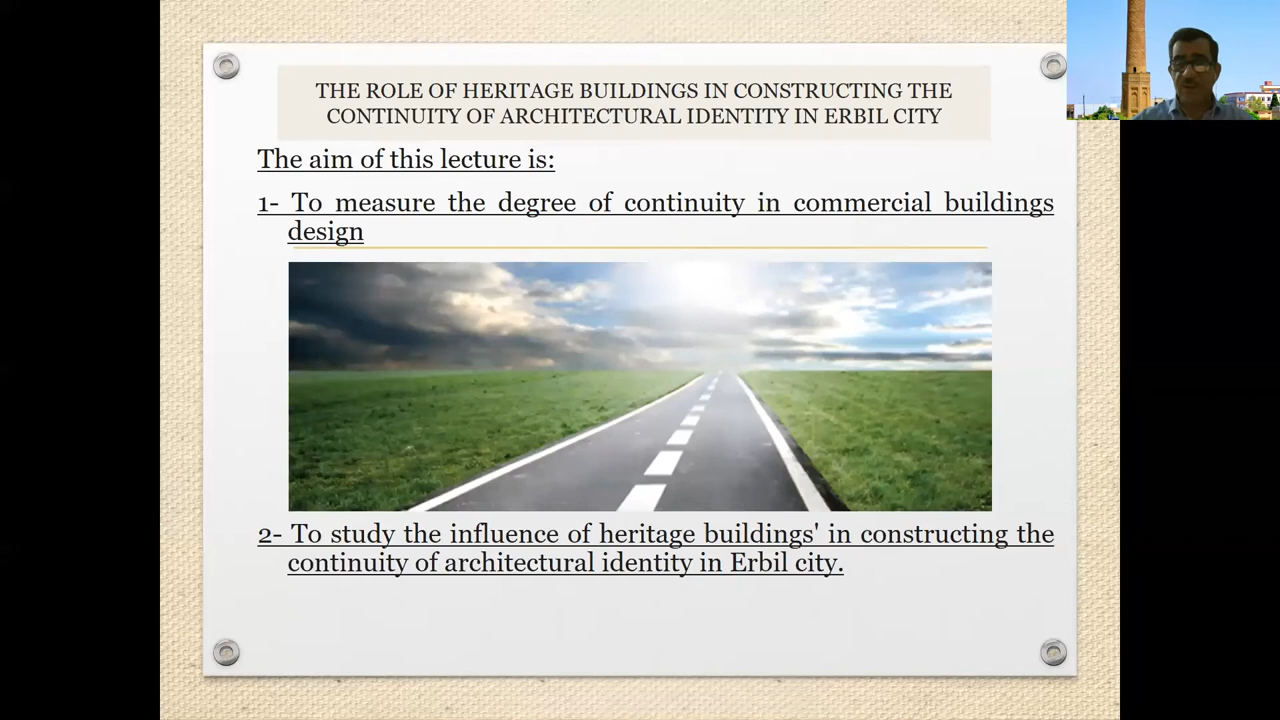 THE ROLE OF HERITAGE BUILDINGS IN CONSTRUCTING THE
CONTINUITY OF ARCHITECTURAL IDENTITY IN ERBIL CITY
The aim of this lecture is:
1- To measure the degree of continuity in commercial buildings
design
2- To study the influence of heritage buildings' in constructing the
continuity of architectural identity in Erbil city.